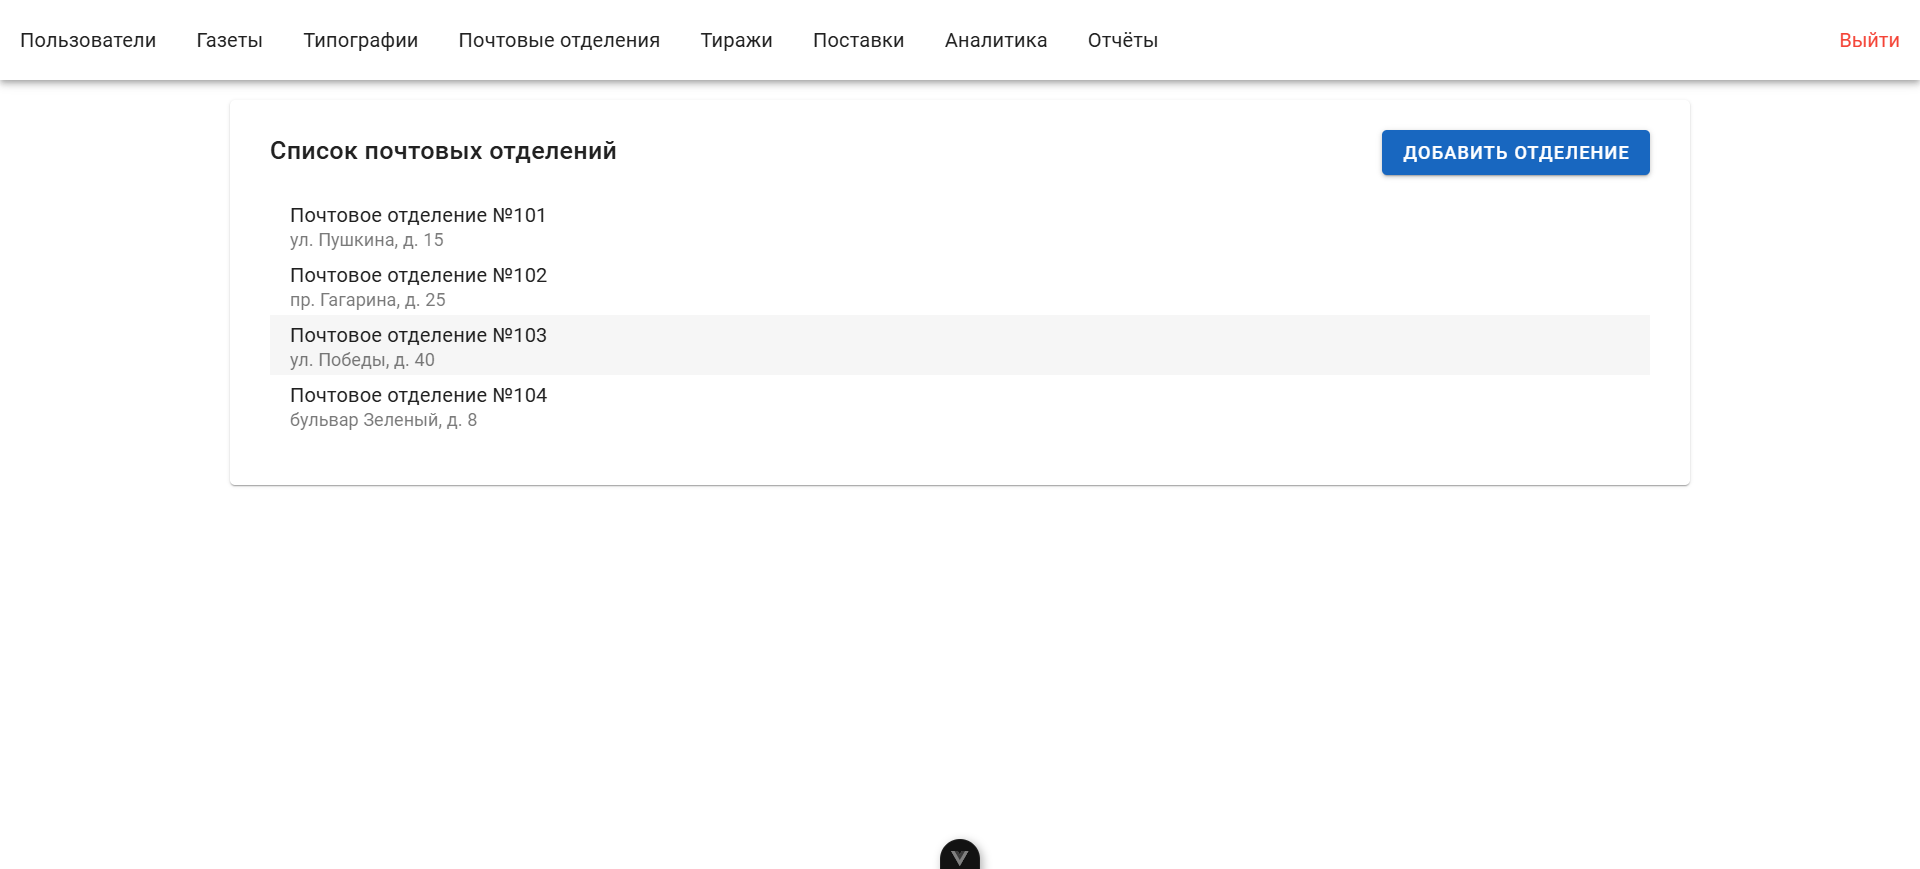 Пользователи Газеты Типографии Почтовые отделения Тиражи Поставки Аналитика Отчёты Выйти
Список почтовых отделений ДОБАВИТЬ ОТДЕЛЕНИЕ
Почтовое отделение №101
ул. Пушкина, д. 15
Почтовое отделение №102
пр. Гагарина, д. 25
Почтовое отделение №103
ул. Победы, д. 40
Почтовое отделение №104
бульвар Зеленый, д. 8